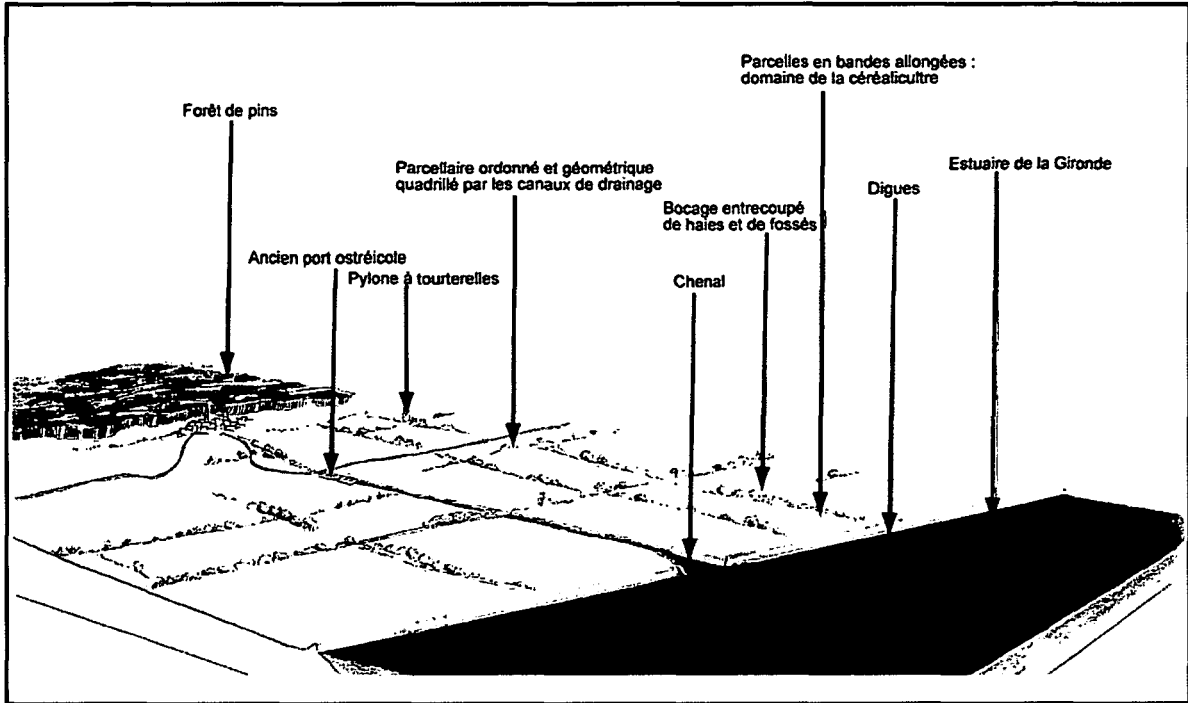 Parcelles en bandes allongées :
domaine de la céréalicultre
Forêt de pins
Parcellaire ordonné et géométrique
quadrillé par les canaux de drainage
Estuaire de la Gironde
Digues
Bocage entrecoupé
de haies et de fossés
Ancien port ostréicole
Pylone à tourterelles
Chenal